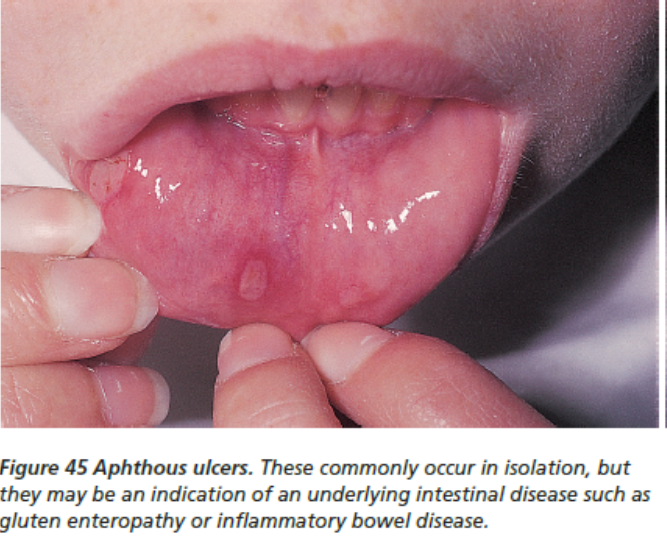 Figure 45 Aphthous ulcers. These commonly occur in isolation, but
they may be an indication of an underlying intestinal disease such as
gluten enteropathy or inflammatory bowel disease.